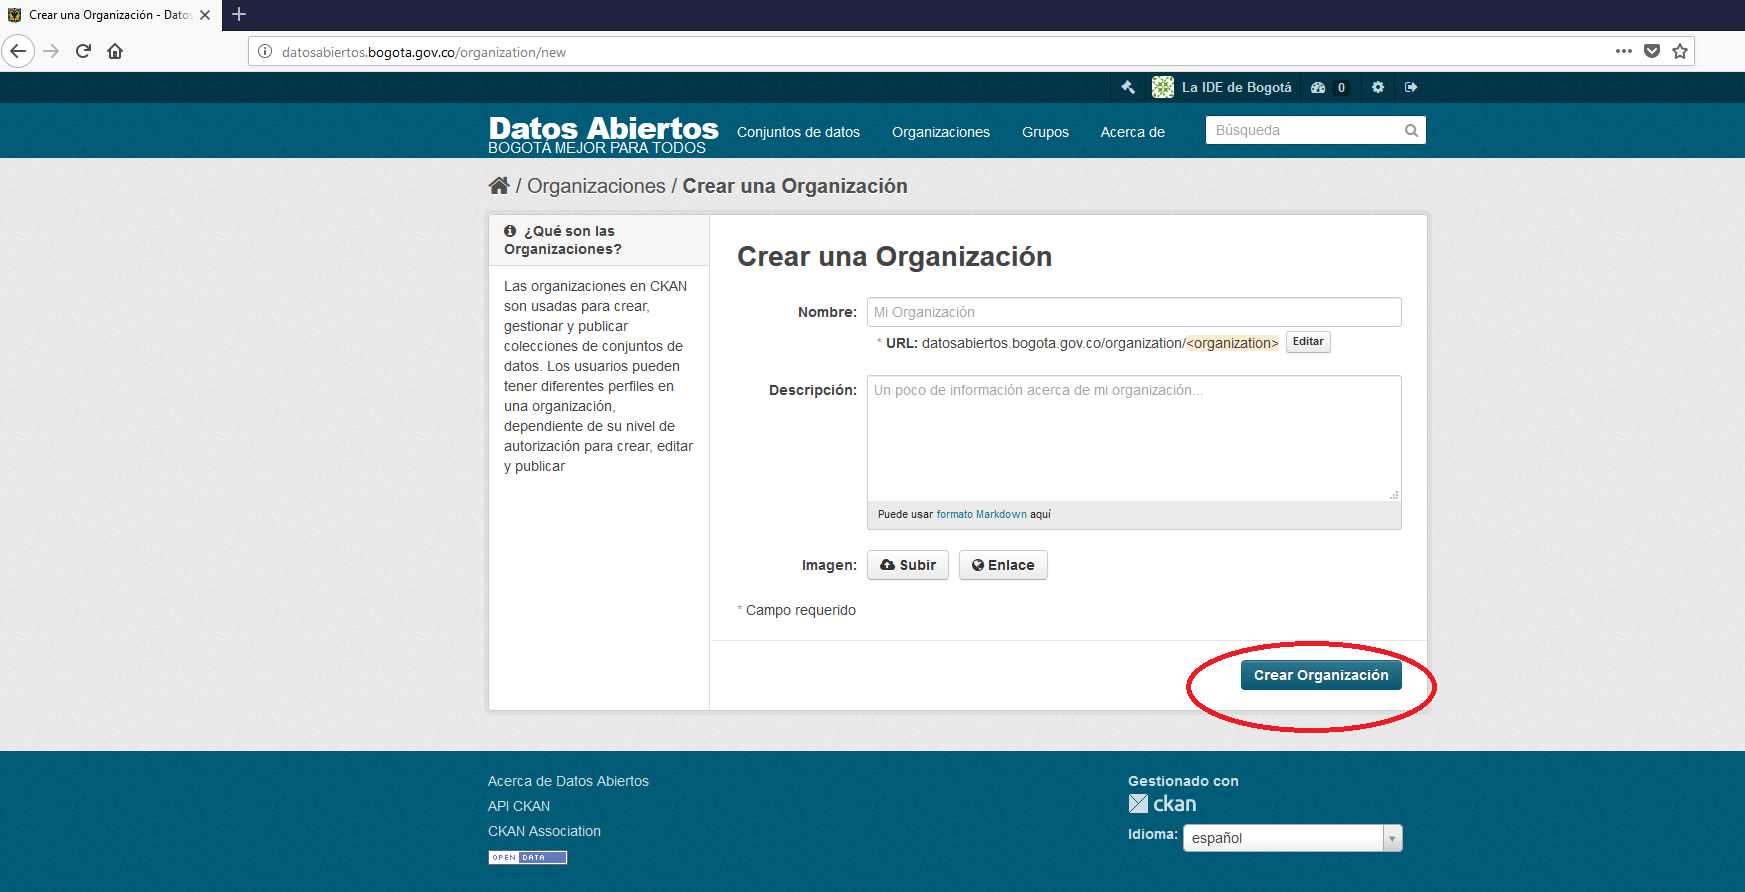 Crear una Organización - Datos
datosabiertos.bogota.gov.co/organization/new
La IDE de Bogotá 0
Datos Abiertos
BOGOTÁ MEJOR PARA TODOS
Conjuntos de datos Organizaciones Grupos Acerca de
Búsqueda
/ Organizaciones / Crear una Organización
¿Qué son las
Organizaciones?
Las organizaciones en CKAN
son usadas para crear,
gestionar y publicar
colecciones de conjuntos de
datos. Los usuarios pueden
tener diferentes perfiles en
una organización,
dependiente de su nivel de
autorización para crear, editar
y publicar
Crear una Organización
Nombre: Mi Organización
* URL: datosabiertos.bogota.gov.co/organization/<organization> Editar
Descripción: Un poco de información acerca de mi organización...
Puede usar formato Markdown aquí
Imagen: Subir Enlace
* Campo requerido
Crear Organización
Acerca de Datos Abiertos
API CKAN
CKAN Association
OPEN DATA
Gestionado con
ckan
Idioma: español